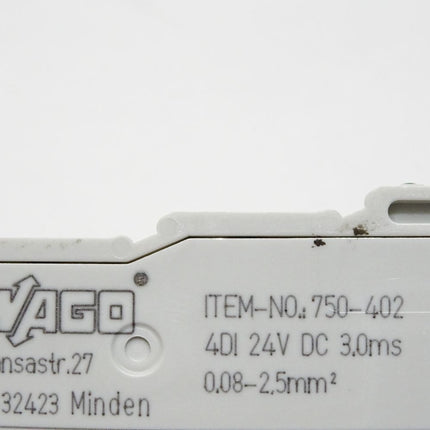 WAGO®
nsastr.27
32423 Minden
ITEM-NO.: 750-402
4DI 24V DC 3.0ms
0.08-2.5mm²